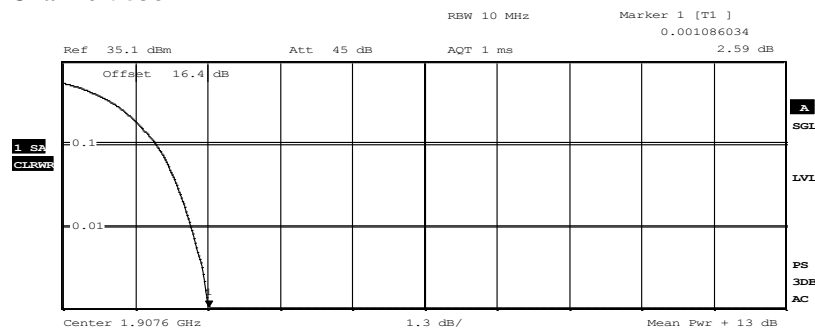 RBW 10 MHz Marker 1 [T1 ]
0.001086034
Ref 35.1 dBm Att 45 dB AQT 1 ms 2.59 dB
Offset 16.4 dB
A
SGL
0.1
1 SA
CLRWR
LVL
0.01
1
PS
3DB
AC
Center 1.9076 GHz 1.3 dB/ Mean Pwr + 13 dB